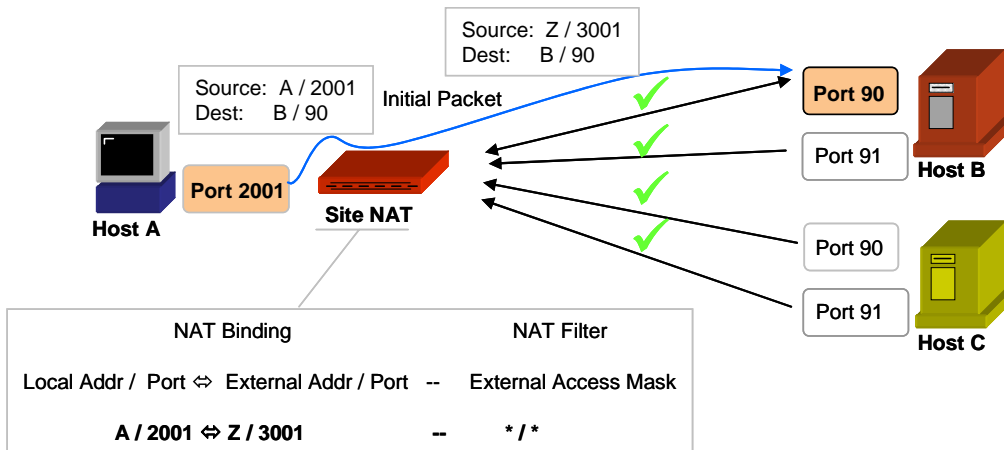 Source: Z / 3001
Dest: B / 90
Source: A / 2001
Dest: B / 90
Initial Packet
Port 90
Port 91
Host B
Port 2001
Host A
Site NAT
Port 90
Port 91
Host C
NAT Binding NAT Filter
Local Addr / Port ⇔ External Addr / Port -- External Access Mask
A / 2001 ⇔ Z / 3001 -- * / *